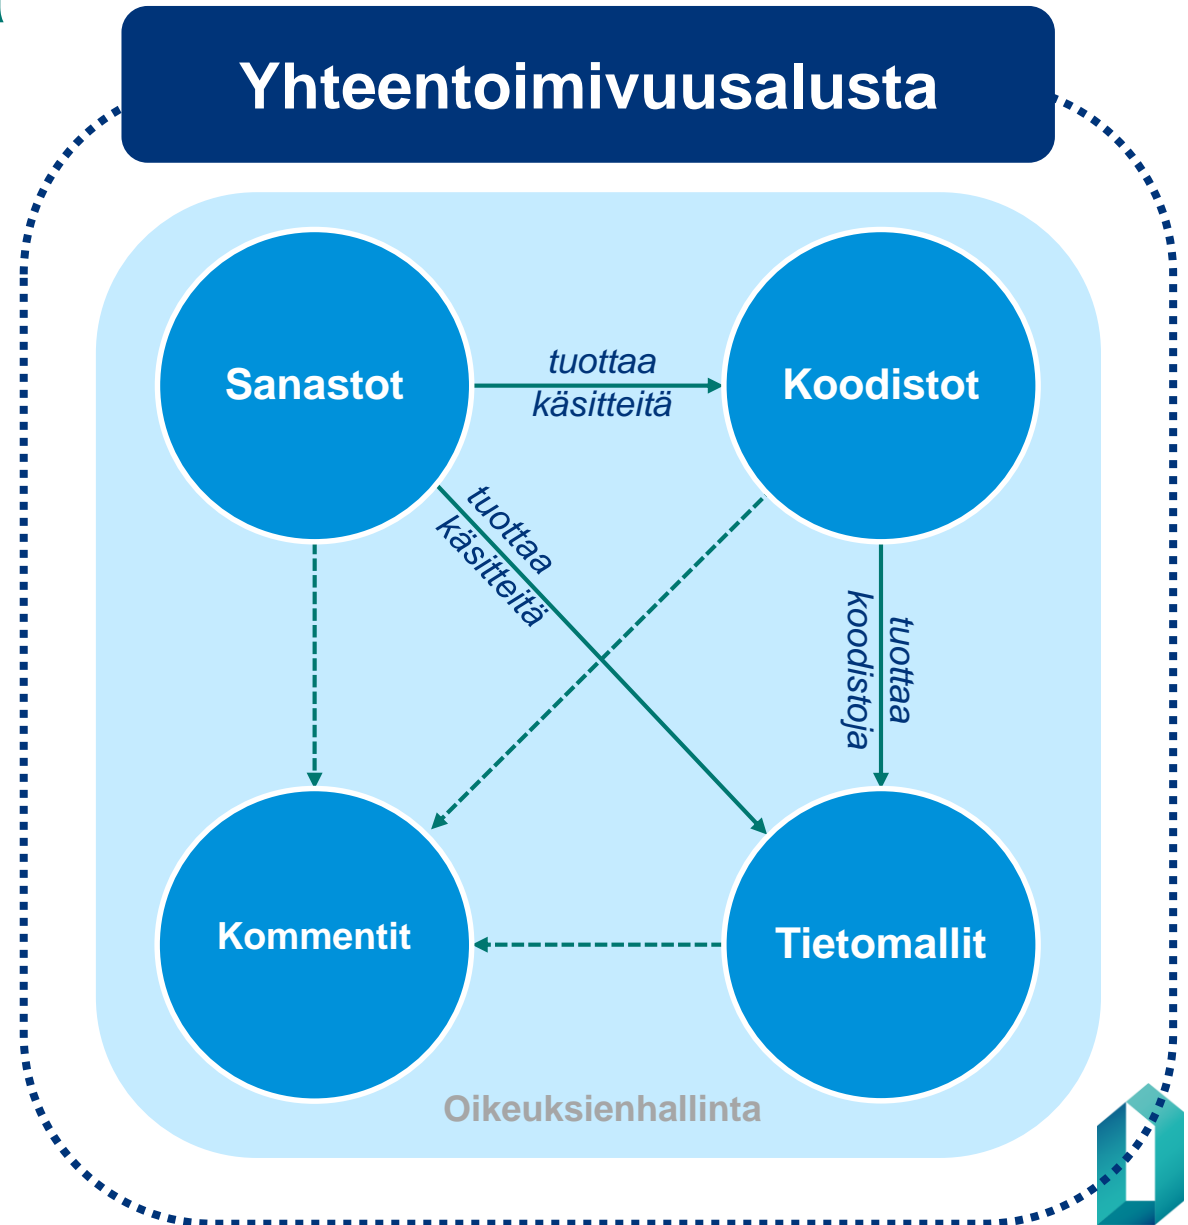 Yhteentoimivuusalusta
Sanastot
tuottaa
käsitteitä
Koodistot
tuottaa
käsitteitä
tuottaa
koodistoja
Kommentit
Tietomallit
Oikeuksienhallinta